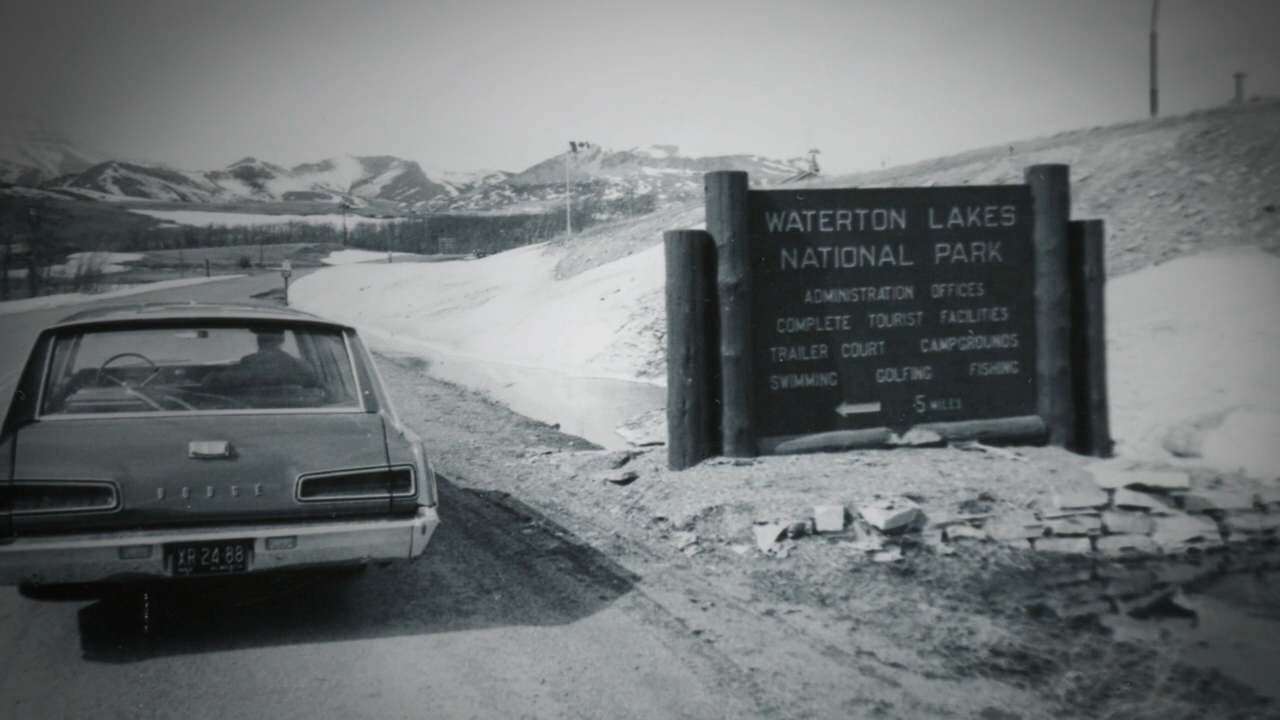 WATERTON LAKES
NATIONAL PARK
ADMINISTRATION OFFICES
COMPLETE TOURIST FACILITIES
TRAILER COURT CAMPGROUNDS
SWIMMING GOLFING FISHING
5 MILES
DODGE
XR·24·88